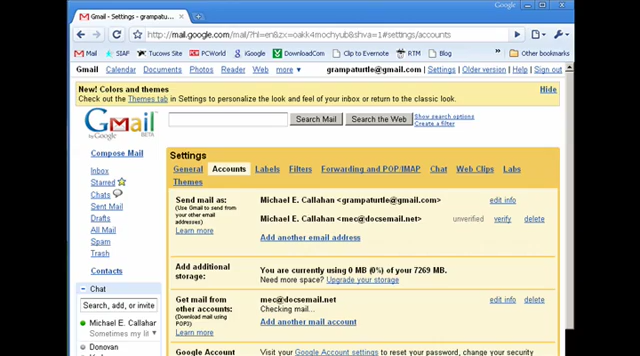 Google
Gmail - Settings - grampaturtl...
http://mail.google.com/mail/?hl=en&zx=oakk4mochyub&shva=1#settings/accounts
Mail SIAF Tucows Site PCWorld iGoogle DownloadCom Clip to Evernote RTM Blog Other bookmarks
Gmail Calendar Documents Photos Reader Web more ▼ grampaturtle@gmail.com | Settings | Older version | Help | Sign out
New! Colors and themes Hide
Check out the Themes tab in Settings to personalize the look and feel of your inbox or return to the classic look.
Gmail
by Google BETA
Search Mail Search the Web Show search options
Create a filter
Compose Mail
Inbox
Starred
Chats
Sent Mail
Drafts
All Mail
Spam
Trash
Contacts
Chat
Search, add, or invite
Michael E. Callahar
Sometimes my lit
Donovan
Settings
General Accounts Labels Filters Forwarding and POP/IMAP Chat Web Clips Labs
Themes
Send mail as:
(Use Gmail to send from
your other email
addresses)
Learn more
Michael E. Callahan <grampaturtle@gmail.com> edit info
Michael E. Callahan <mec@docsemail.net> unverified verify delete
Add another email address
Add additional
storage:
You are currently using 0 MB (0%) of your 7269 MB.
Need more space? Upgrade your storage
Get mail from
other accounts:
(Download mail using
POP3)
Learn more
mec@docsemail.net edit info delete
Checking mail...
Add another mail account
Google Account Visit your Google Account settings to reset your password, change your security